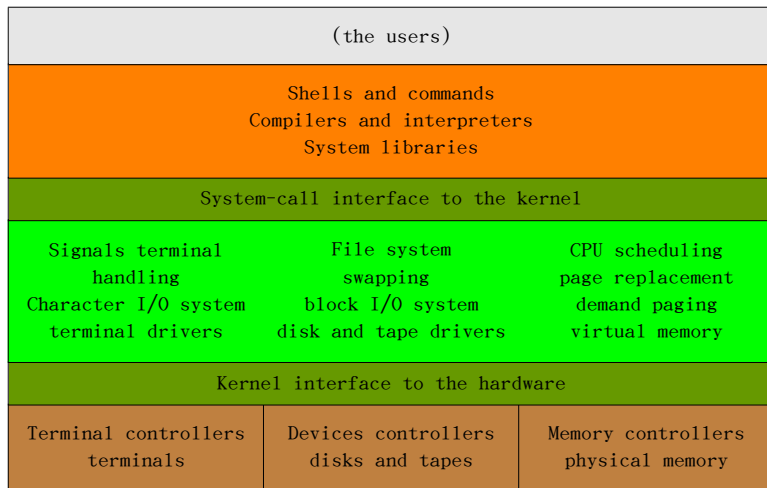 (the users)
Shells and commands
Compilers and interpreters
System libraries
System-call interface to the kernel
Signals terminal
handling
Character I/O system
terminal drivers
File system
swapping
block I/O system
disk and tape drivers
CPU scheduling
page replacement
demand paging
virtual memory
Kernel interface to the hardware
Terminal controllers
terminals
Devices controllers
disks and tapes
Memory controllers
physical memory